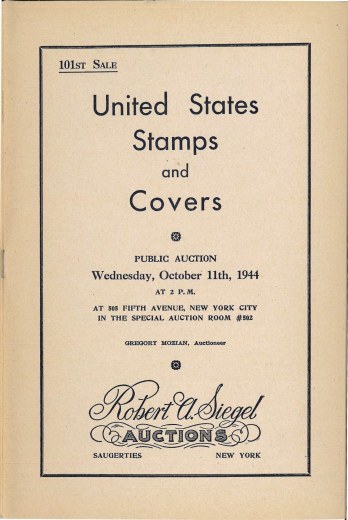 101ST SALE
United States
Stamps
and
Covers
PUBLIC AUCTION
Wednesday, October 11th, 1944
AT 2 P. M.
AT 505 FIFTH AVENUE, NEW YORK CITY
IN THE SPECIAL AUCTION ROOM #502
GREGORY MOZIAN, Auctioneer
Robert A. Siegel
AUCTIONS
SAUGERTIES NEW YORK